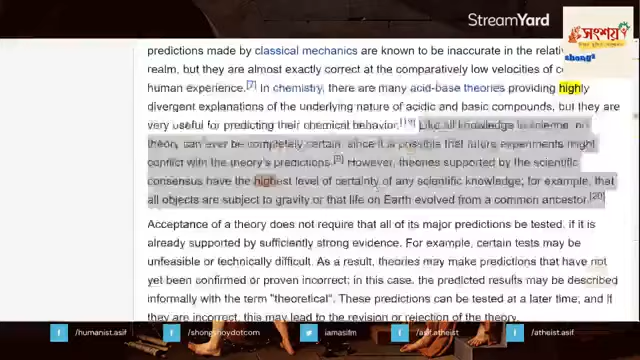 StreamYard
সংশয়
predictions made by classical mechanics are known to be inaccurate in the relati
realm, but they are almost exactly correct at the comparatively low velocities of c
human experience.[7] In chemistry, there are many acid-base theories providing highly
divergent explanations of the underlying nature of acidic and basic compounds, but they are
very useful for predicting their chemical behavior.[19] Like all knowledge in science, no
theory can ever be completely certain, since it is possible that future experiments might
conflict with the theory's predictions.[9] However, theories supported by the scientific
consensus have the highest level of certainty of any scientific knowledge; for example, that
all objects are subject to gravity or that life on Earth evolved from a common ancestor.[20]
Acceptance of a theory does not require that all of its major predictions be tested, if it is
already supported by sufficiently strong evidence. For example, certain tests may be
unfeasible or technically difficult. As a result, theories may make predictions that have not
yet been confirmed or proven incorrect; in this case, the predicted results may be described
informally with the term "theoretical". These predictions can be tested at a later time, and if
they are incorrect, this may lead to the revision or rejection of the theory.
/humanist.asif
/shongshoydotcom
iamasifm
/asif.atheist
/atheist.asif